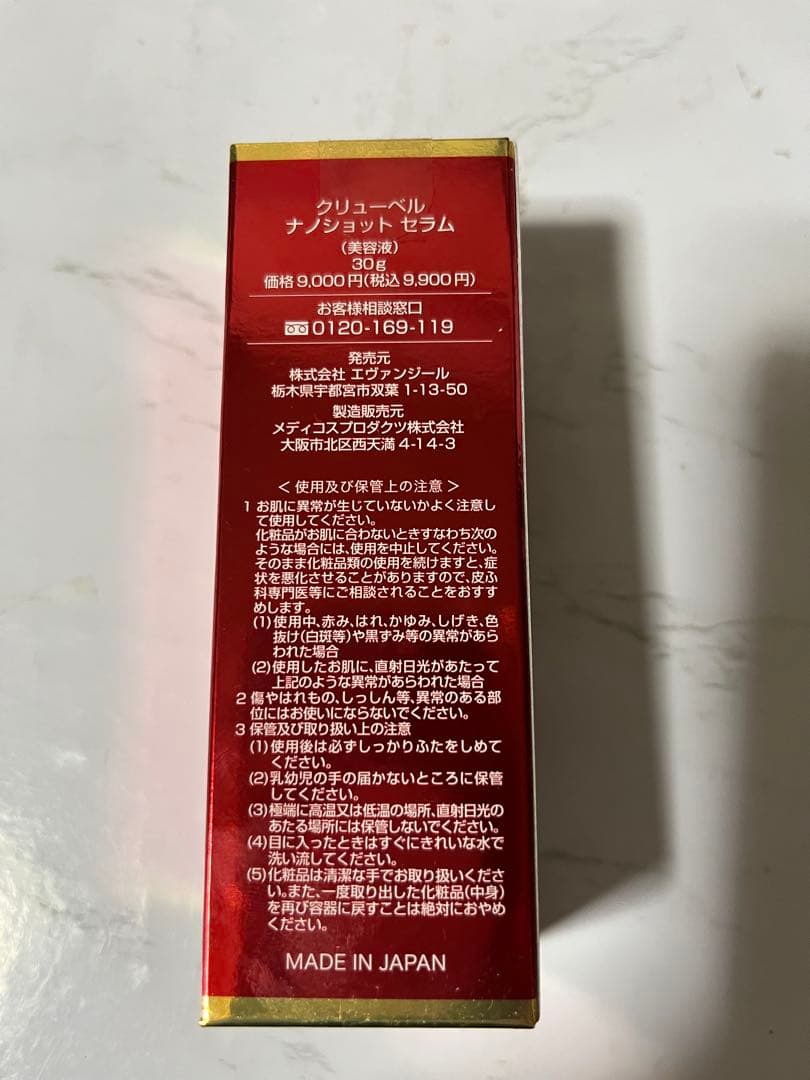 クリューベル
ナノショット セラム
(美容液)
30g
価格9,000円(税込9,900円)
お客様相談窓口
0120-169-119
発売元
株式会社 エヴァンジール
栃木県宇都宮市双葉 1-13-50
製造販売元
メディコスプロダクツ株式会社
大阪市北区西天満 4-14-3
＜ 使用及び保管上の注意 ＞
1 お肌に異常が生じていないかよく注意し
て使用してください。
化粧品がお肌に合わないときすなわち次の
ような場合には、使用を中止してください。
そのまま化粧品類の使用を続けますと、症
状を悪化させることがありますので、皮ふ
科専門医等にご相談されることをおすす
めします。
(1)使用中、赤み、はれ、かゆみ、しげき、色
抜け(白斑等)や黒ずみ等の異常があら
われた場合
(2)使用したお肌に、直射日光があたって
上記のような異常があらわれた場合
2 傷やはれもの、しっしん等、異常のある部
位にはお使いにならないでください。
3 保管及び取り扱い上の注意
(1)使用後は必ずしっかりふたをしめて
ください。
(2)乳幼児の手の届かないところに保管
してください。
(3)極端に高温又は低温の場所、直射日光の
あたる場所には保管しないでください。
(4)目に入ったときはすぐにきれいな水で
洗い流してください。
(5)化粧品は清潔な手でお取り扱いくださ
い。また、一度取り出した化粧品(中身)
を再び容器に戻すことは絶対におやめ
ください。
MADE IN JAPAN